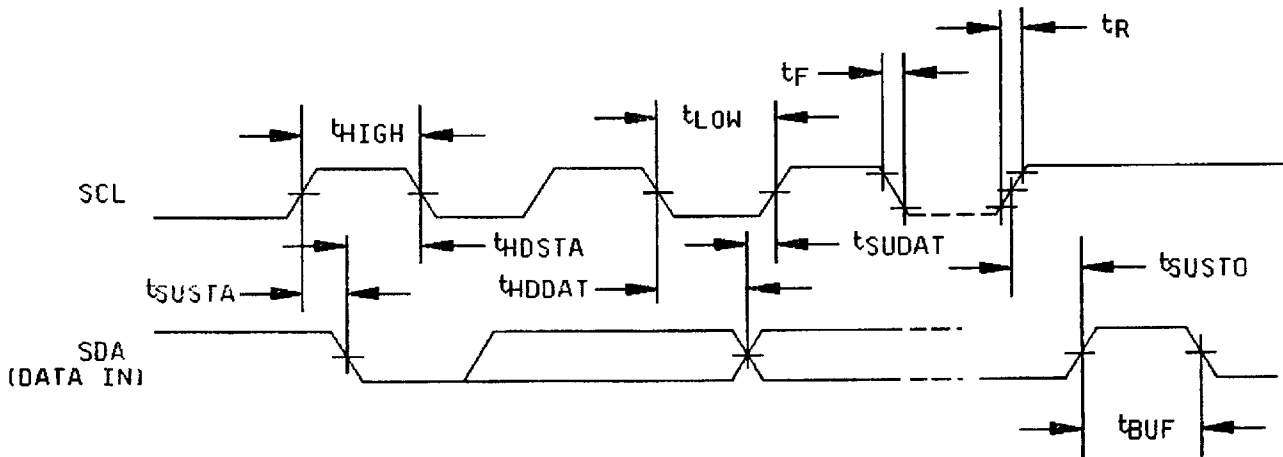 tR
tF
tHIGH
tLOW
SCL
tHDSTA
tSUDAT
tSUSTO
tSUSTA
tHDDAT
SDA
(DATA IN)
tBUF